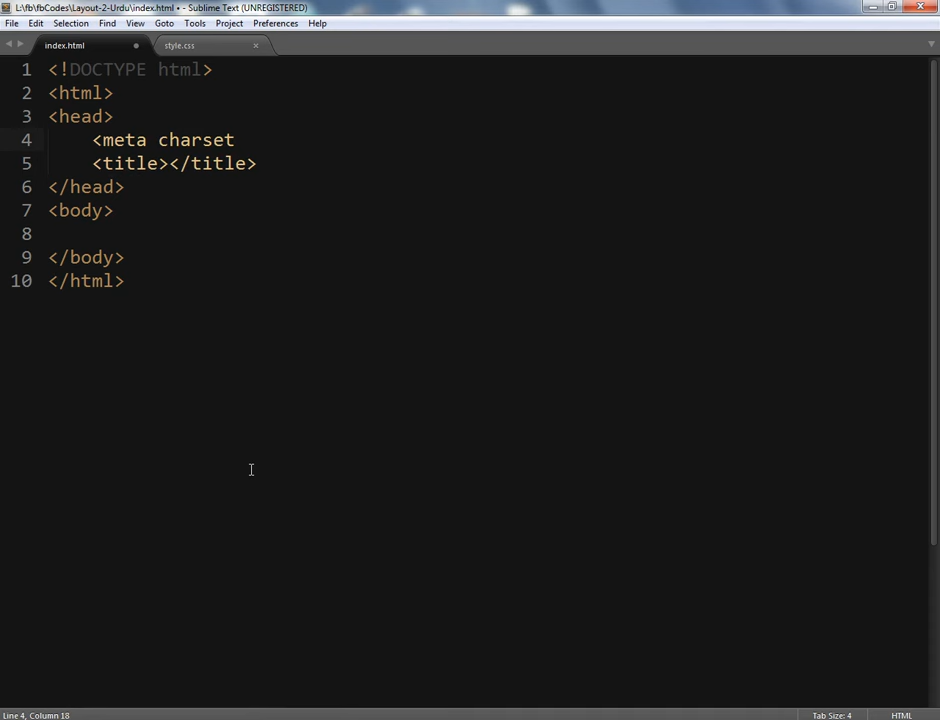 L:\fb\fbCodes\Layout-2-Urdu\index.html • - Sublime Text (UNREGISTERED)
File Edit Selection Find View Goto Tools Project Preferences Help
index.html style.css
1 <!DOCTYPE html>
2 <html>
3 <head>
4 <meta charset
5 <title></title>
6 </head>
7 <body>
8
9 </body>
10 </html>
Line 4, Column 18 Tab Size: 4 HTML